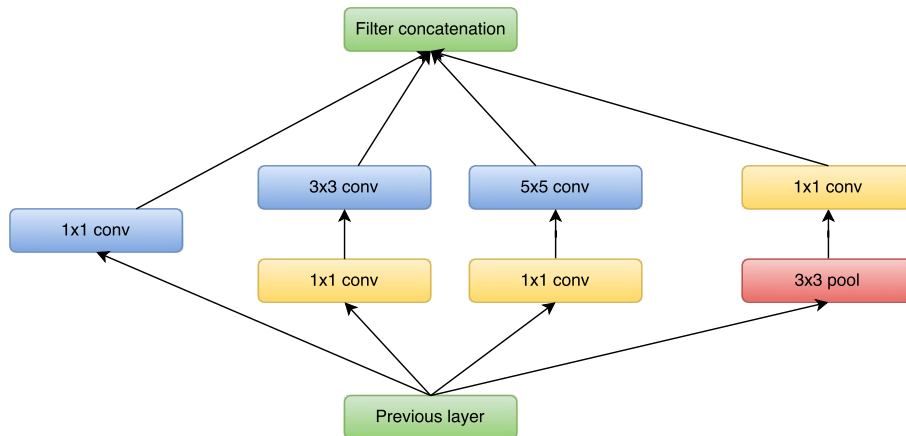 Filter concatenation
3x3 conv
5x5 conv
1x1 conv
1x1 conv
1x1 conv
1x1 conv
3x3 pool
Previous layer